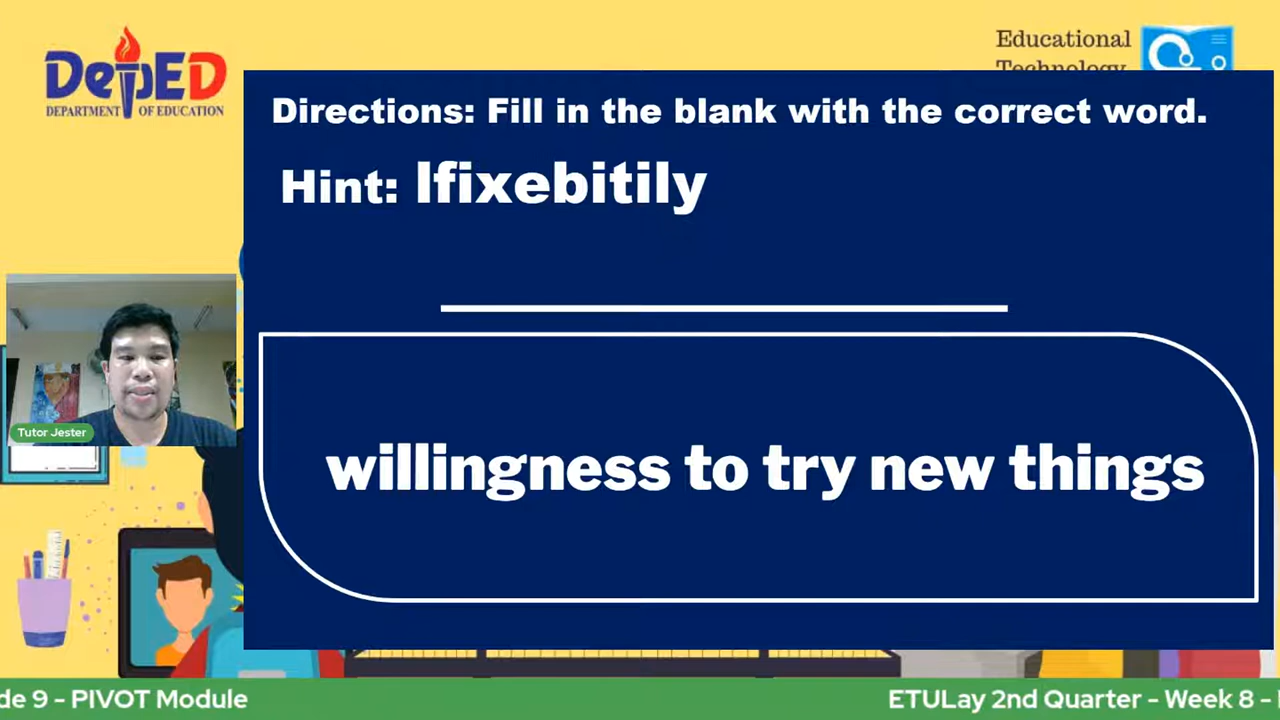 DepED
DEPARTMENT OF EDUCATION
Educational
Technology
Directions: Fill in the blank with the correct word.
Hint: lfixebitily
willingness to try new things
Tutor Jester
de 9 - PIVOT Module
ETULay 2nd Quarter - Week 8 -